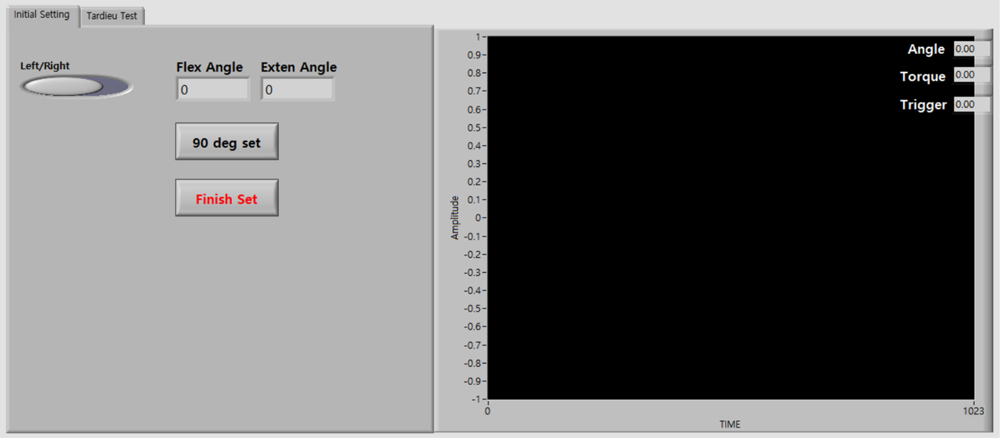 Initial Setting
Tardieu Test
Left/Right
Flex Angle
Exten Angle
0
0
90 deg set
Finish Set
Angle 0.00
Torque 0.00
Trigger 0.00
1
0.9
0.8
0.7
0.6
0.5
0.4
0.3
0.2
0.1
0
-0.1
-0.2
-0.3
-0.4
-0.5
-0.6
-0.7
-0.8
-0.9
-1
Amplitude
0
1023
TIME